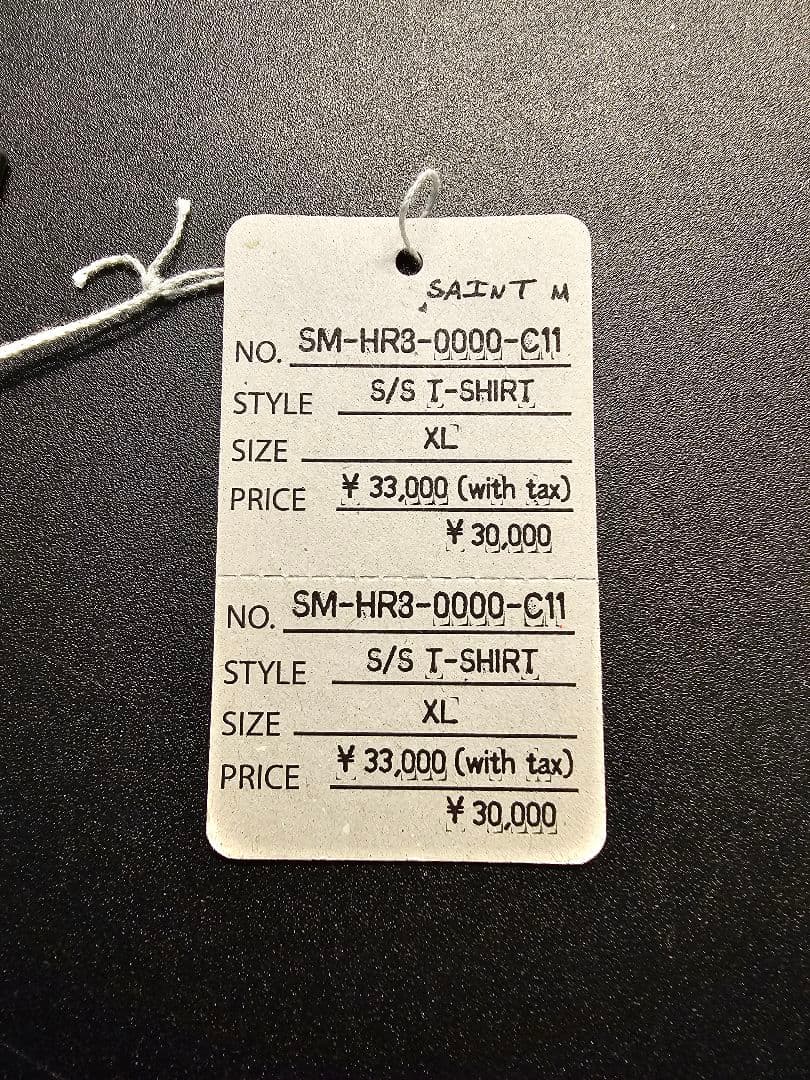 SAINT M
NO. SM-HR3-0000-C11
STYLE S/S T-SHIRT
SIZE XL
PRICE ¥ 33,000 (with tax)
¥ 30,000
NO. SM-HR3-0000-C11
STYLE S/S T-SHIRT
SIZE XL
PRICE ¥ 33,000 (with tax)
¥ 30,000